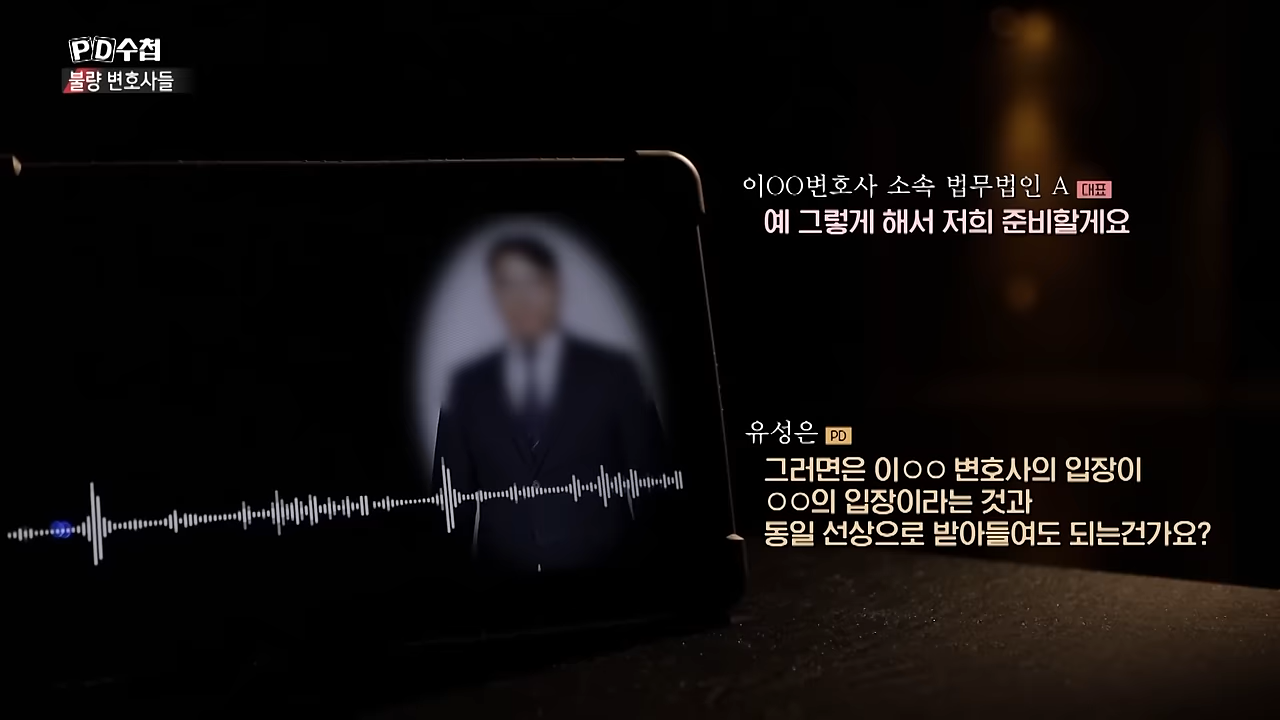 PD수첩
불량 변호사들
이○○변호사 소속 법무법인 A 대표
예 그렇게 해서 저희 준비할게요
유성은 PD
그러면은 이○○ 변호사의 입장이
○○의 입장이라는 것과
동일 선상으로 받아들여도 되는건가요?